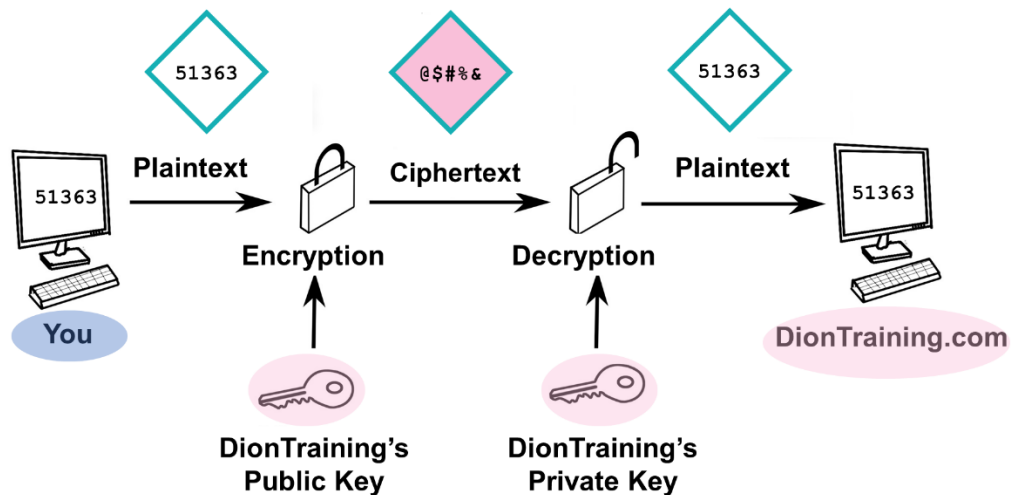 51363
@$#%&
51363
Plaintext
Ciphertext
Plaintext
51363
51363
Encryption
Decryption
You
DionTraining.com
DionTraining's
Public Key
DionTraining's
Private Key